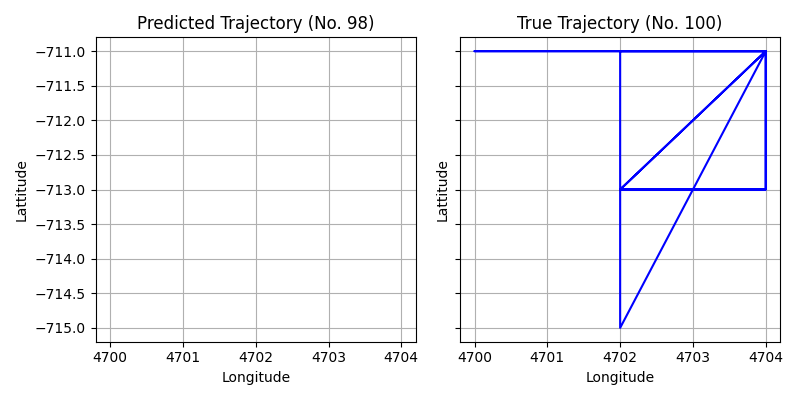 Predicted Trajectory (No. 98)
−711.0
−711.5
−712.0
−712.5
−713.0
−713.5
−714.0
−714.5
−715.0
Lattitude
4700 4701 4702 4703 4704
Longitude
True Trajectory (No. 100)
Lattitude
4700 4701 4702 4703 4704
Longitude